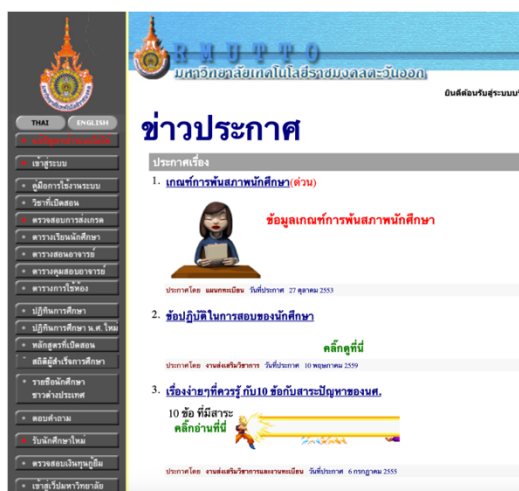 R M U T T O
มหาวิทยาลัยเทคโนโลยีราชมงคลตะวันออก
ยินดีต้อนรับสู่ระบบบริ
THAI
ENGLISH
เข้าสู่ระบบ
คู่มือการใช้งานระบบ
วิชาที่เปิดสอน
ตรวจสอบการส่งเกรด
ตารางเรียนนักศึกษา
ตารางสอนอาจารย์
ตารางคุมสอบอาจารย์
ตารางการใช้ห้อง
ปฏิทินการศึกษา
ปฏิทินการศึกษา น.ศ. ใหม่
หลักสูตรที่เปิดสอน
สถิติผู้สำเร็จการศึกษา
รายชื่อนักศึกษา
ชาวต่างประเทศ
ตอบคำถาม
รับนักศึกษาใหม่
ตรวจสอบเงินทุนกู้ยืม
เข้าสู่เว็บมหาวิทยาลัย
ข่าวประกาศ
ประกาศเรื่อง
1. เกณฑ์การพ้นสภาพนักศึกษา(ด่วน)
ข้อมูลเกณฑ์การพ้นสภาพนักศึกษา
ประกาศโดย แผนกทะเบียน วันที่ประกาศ 27 ตุลาคม 2553
2. ข้อปฏิบัติในการสอบของนักศึกษา
คลิ๊กดูที่นี่
ประกาศโดย งานส่งเสริมวิชาการ วันที่ประกาศ 10 พฤษภาคม 2559
3. เรื่องง่ายๆที่ควรรู้ กับ10 ข้อกับสาระปัญหาของนศ.
10 ข้อ ที่มีสาระ
คลิกอ่านที่นี่
ประกาศโดย งานส่งเสริมวิชาการและงานทะเบียน วันที่ประกาศ 6 กรกฎาคม 2555